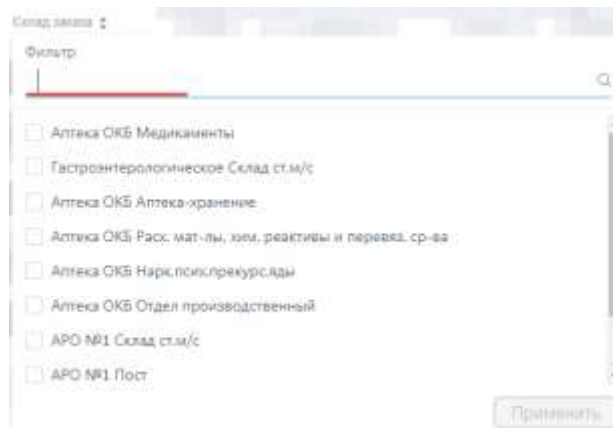 Склад заказа
Фильтр
Аптека ОКБ Медикаменты
Гастроэнтерологическое Склад ст.м/с
Аптека ОКБ Аптека-хранение
Аптека ОКБ Расх. мат-лы, хим. реактивы и перевяз. ср-ва
Аптека ОКБ Нарк.псих.прекурс.яды
Аптека ОКБ Отдел производственный
АРО №1 Склад ст.м/с
АРО №1 Пост
Применить